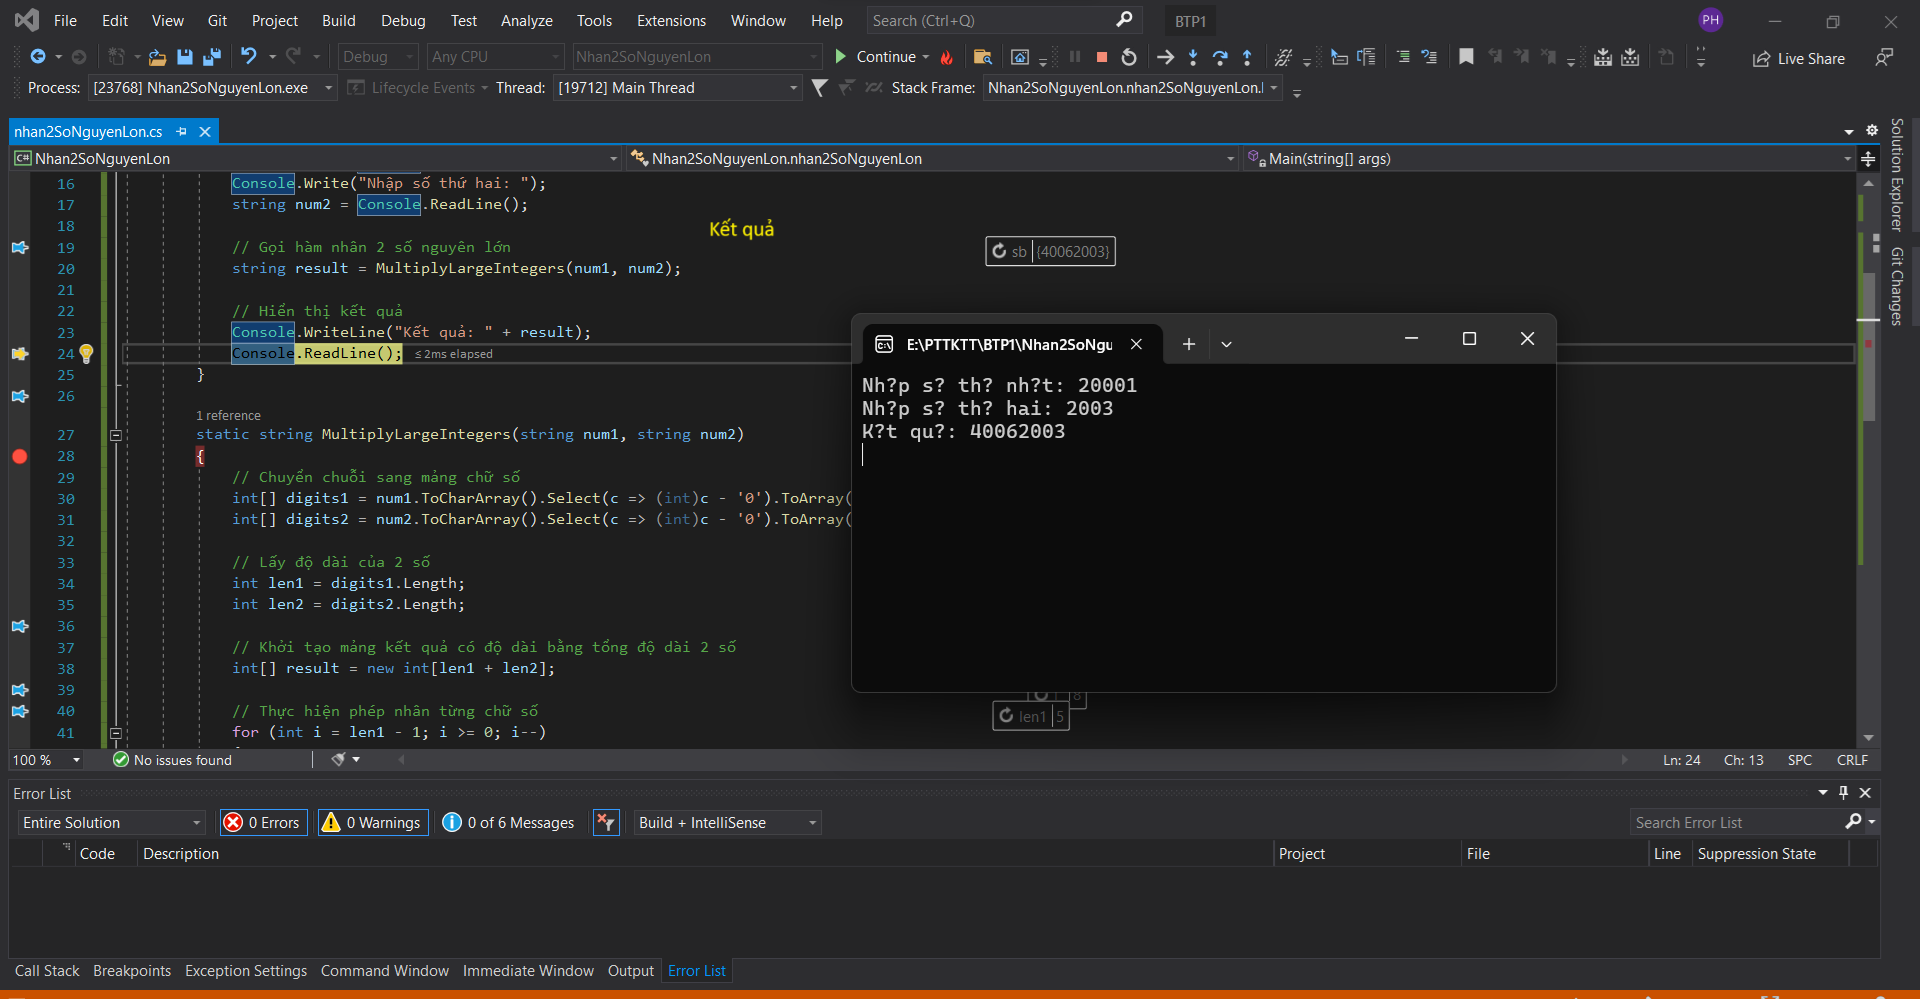 File Edit View Git Project Build Debug Test Analyze Tools Extensions Window Help Search (Ctrl+Q) BTP1 PH
Debug Any CPU Nhan2SoNguyenLon Continue Live Share
Process: [23768] Nhan2SoNguyenLon.exe Lifecycle Events Thread: [19712] Main Thread Stack Frame: Nhan2SoNguyenLon.nhan2SoNguyenLon.
nhan2SoNguyenLon.cs
C# Nhan2SoNguyenLon Nhan2SoNguyenLon.nhan2SoNguyenLon Main(string[] args)
Solution Explorer
Git Changes
16 Console.Write("Nhập số thứ hai: ");
17 string num2 = Console.ReadLine();
18
Kết quả
19 // Gọi hàm nhân 2 số nguyên lớn
sb {40062003}
20 string result = MultiplyLargeIntegers(num1, num2);
21
22 // Hiển thị kết quả
23 Console.WriteLine("Kết quả: " + result);
24 Console.ReadLine(); ≤ 2ms elapsed
25 }
26
1 reference
27 static string MultiplyLargeIntegers(string num1, string num2)
28 {
29 // Chuyển chuỗi sang mảng chữ số
30 int[] digits1 = num1.ToCharArray().Select(c => (int)c - '0').ToArray(
31 int[] digits2 = num2.ToCharArray().Select(c => (int)c - '0').ToArray(
32
33 // Lấy độ dài của 2 số
34 int len1 = digits1.Length;
35 int len2 = digits2.Length;
36
37 // Khởi tạo mảng kết quả có độ dài bằng tổng độ dài 2 số
38 int[] result = new int[len1 + len2];
39
40 // Thực hiện phép nhân từng chữ số
41 for (int i = len1 - 1; i >= 0; i--)
E:\PTTKTT\BTP1\Nhan2SoNgu
Nh?p s? th? nh?t: 20001
Nh?p s? th? hai: 2003
K?t qu?: 40062003
8
len1 5
100 % No issues found Ln: 24 Ch: 13 SPC CRLF
Error List
Entire Solution 0 Errors 0 Warnings 0 of 6 Messages Build + IntelliSense Search Error List
Code Description Project File Line Suppression State
Call Stack Breakpoints Exception Settings Command Window Immediate Window Output Error List